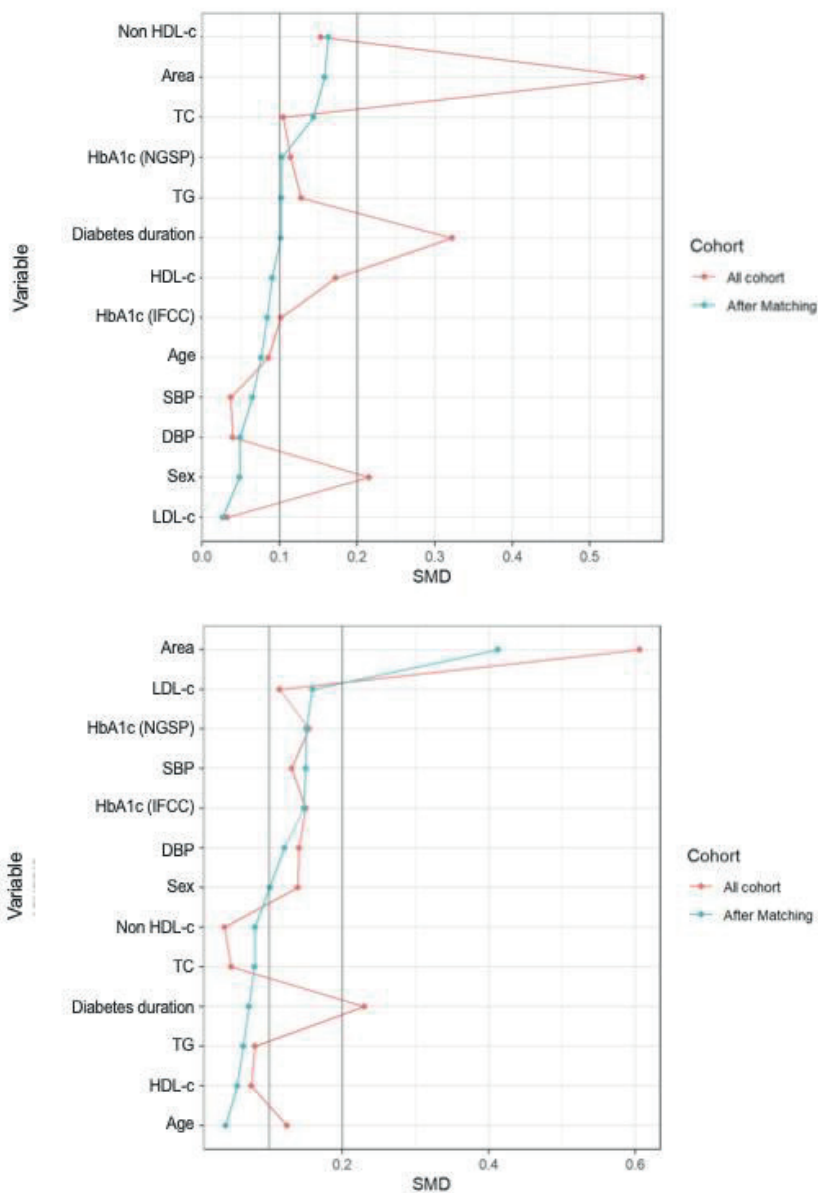 Non HDL-c
Area
TC
HbA1c (NGSP)
TG
Diabetes duration
HDL-c
HbA1c (IFCC)
Age
SBP
DBP
Sex
LDL-c
Variable
0.0 0.1 0.2 0.3 0.4 0.5
SMD
Cohort
All cohort
After Matching
Area
LDL-c
HbA1c (NGSP)
SBP
HbA1c (IFCC)
DBP
Sex
Non HDL-c
TC
Diabetes duration
TG
HDL-c
Age
Variable
0.2 0.4 0.6
SMD
Cohort
All cohort
After Matching